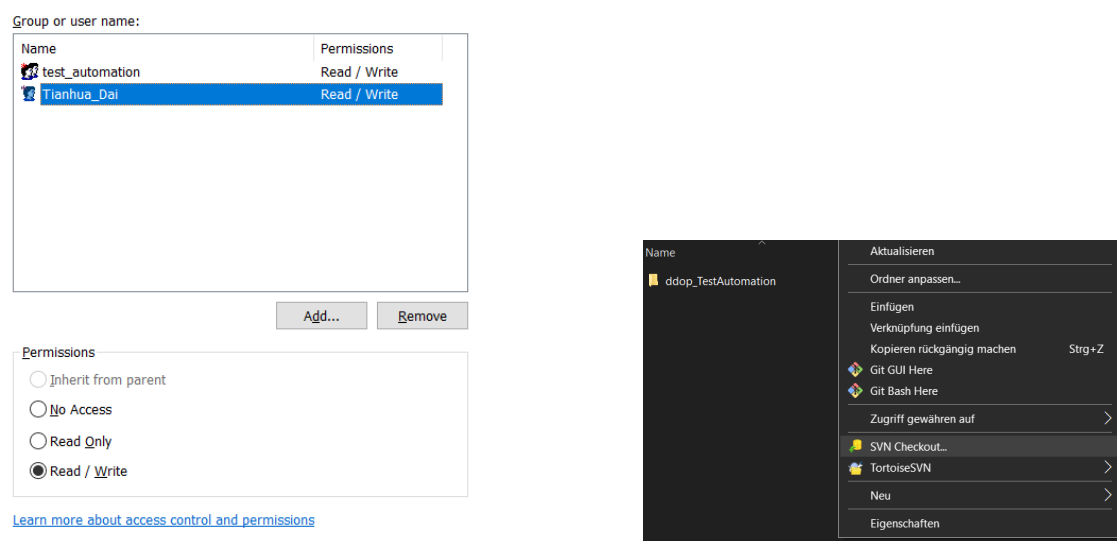 Group or user name:
Name Permissions
test_automation Read / Write
Tianhua_Dai Read / Write
Add... Remove
Permissions
Inherit from parent
No Access
Read Only
Read / Write
Learn more about access control and permissions
Name
ddop_TestAutomation
Aktualisieren
Ordner anpassen...
Einfügen
Verknüpfung einfügen
Kopieren rückgängig machen Strg+Z
Git GUI Here
Git Bash Here
Zugriff gewähren auf
SVN Checkout...
TortoiseSVN
Neu
Eigenschaften